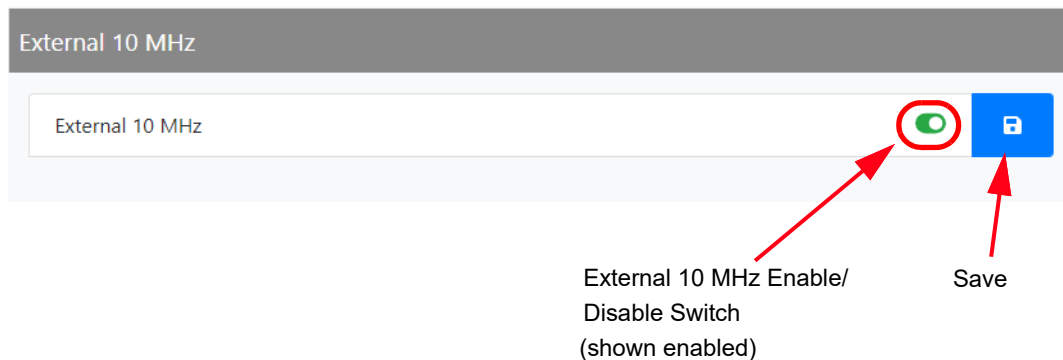 External 10 MHz
External 10 MHz
External 10 MHz Enable/
Disable Switch
(shown enabled)
Save